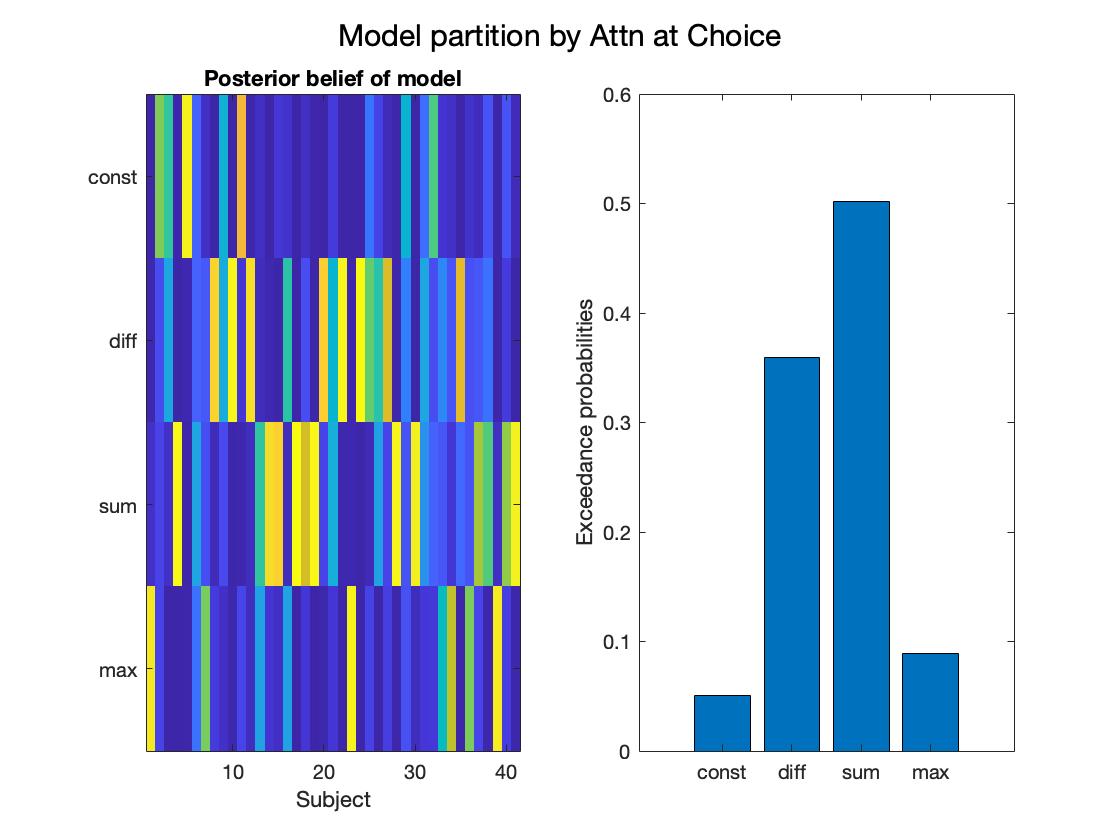 Model partition by Attn at Choice
Posterior belief of model
const
diff
sum
max
10 20 30 40
Subject
Exceedance probabilities
0.6
0.5
0.4
0.3
0.2
0.1
0
const diff sum max